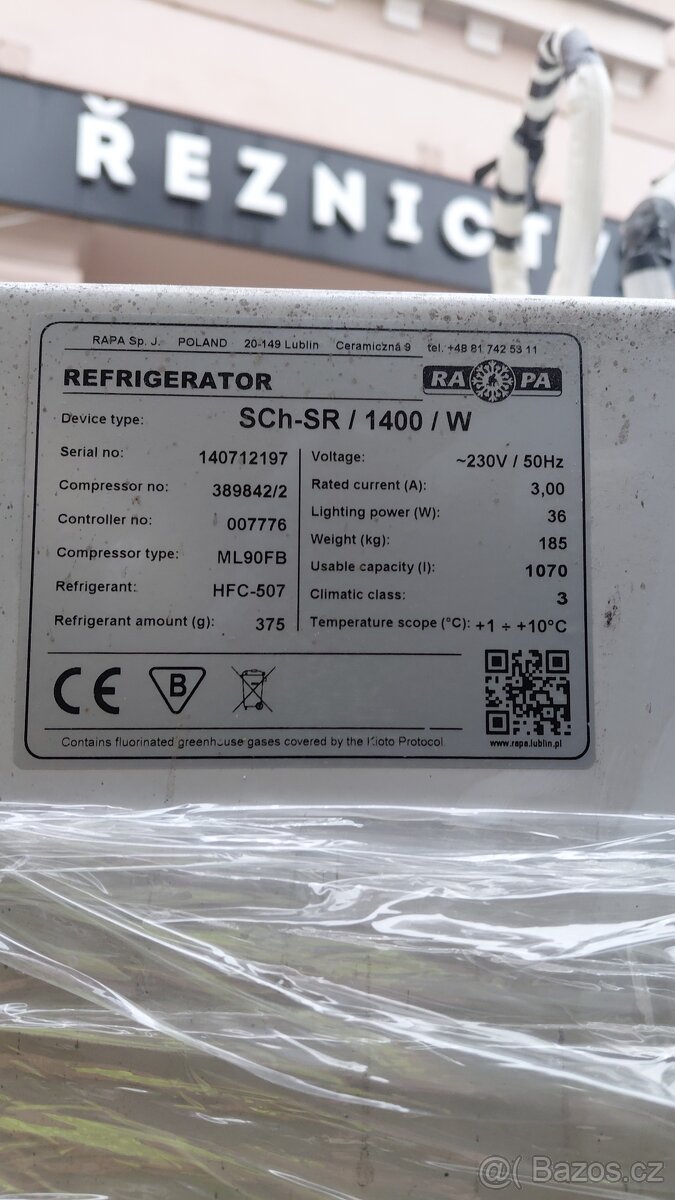 ŘEZNICTV
RAPA Sp. J. POLAND 20-149 Lublin Ceramiczná 9 tel. +48 81 742 53 11
REFRIGERATOR
RAPA
Device type: SCh-SR / 1400 / W
Serial no: 140712197
Compressor no: 389842/2
Controller no: 007776
Compressor type: ML90FB
Refrigerant: HFC-507
Refrigerant amount (g): 375
Voltage: ~230V / 50Hz
Rated current (A): 3,00
Lighting power (W): 36
Weight (kg): 185
Usable capacity (l): 1070
Climatic class: 3
Temperature scope (°C): +1 ÷ +10°C
CE
B
www.rapa.lublin.pl
Contains fluorinated greenhouse gases covered by the Kioto Protocol
@( Bazos.cz